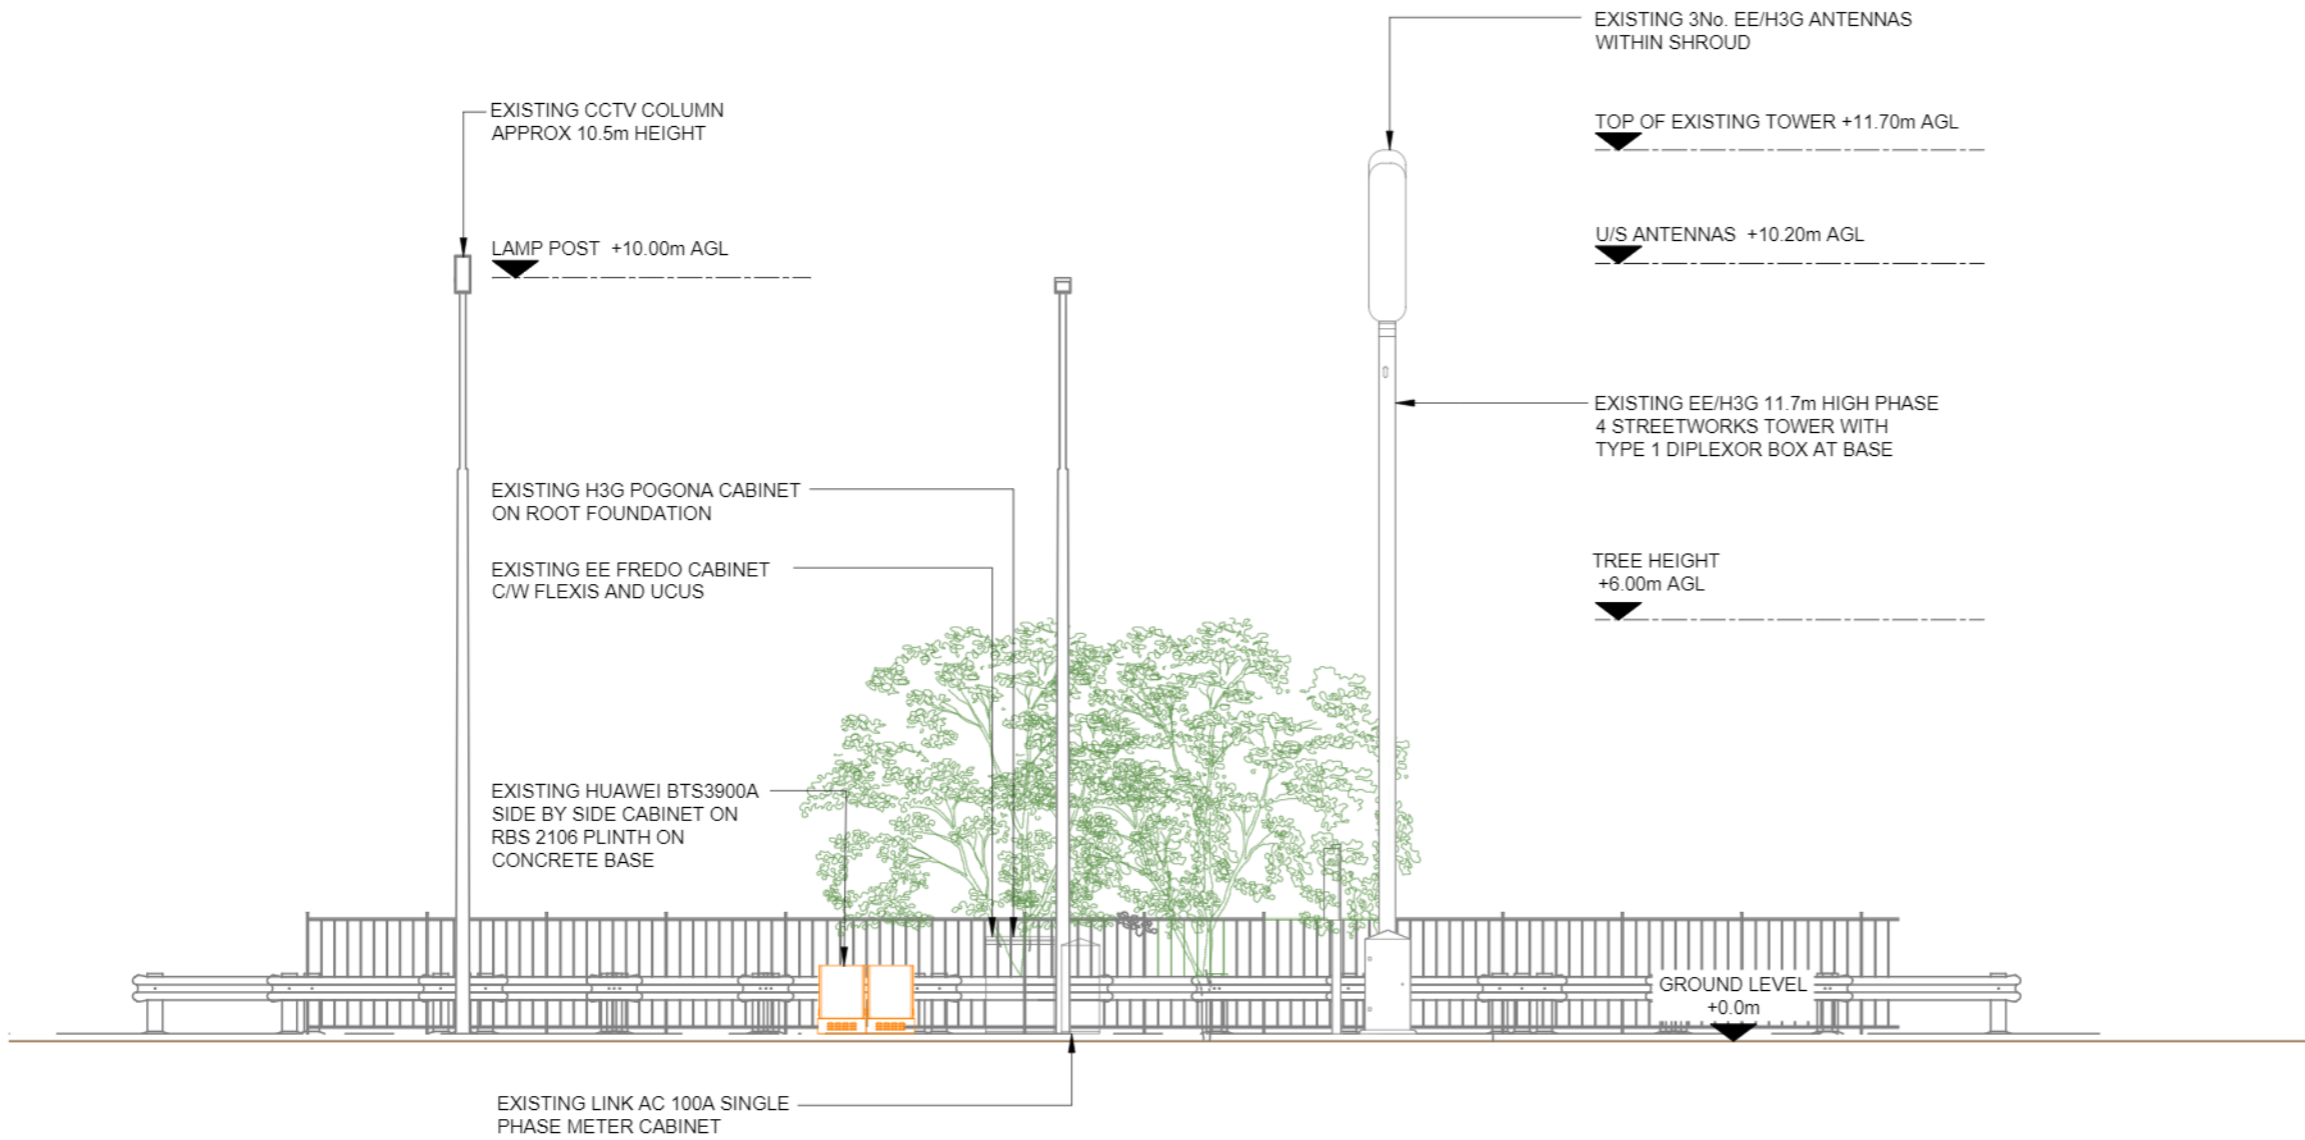 EXISTING 3No. EE/H3G ANTENNAS
WITHIN SHROUD
EXISTING CCTV COLUMN
APPROX 10.5m HEIGHT
TOP OF EXISTING TOWER +11.70m AGL
LAMP POST +10.00m AGL
U/S ANTENNAS +10.20m AGL
EXISTING EE/H3G 11.7m HIGH PHASE
4 STREETWORKS TOWER WITH
TYPE 1 DIPLEXOR BOX AT BASE
EXISTING H3G POGONA CABINET
ON ROOT FOUNDATION
EXISTING EE FREDO CABINET
C/W FLEXIS AND UCUS
TREE HEIGHT
+6.00m AGL
EXISTING HUAWEI BTS3900A
SIDE BY SIDE CABINET ON
RBS 2106 PLINTH ON
CONCRETE BASE
GROUND LEVEL
+0.0m
EXISTING LINK AC 100A SINGLE
PHASE METER CABINET